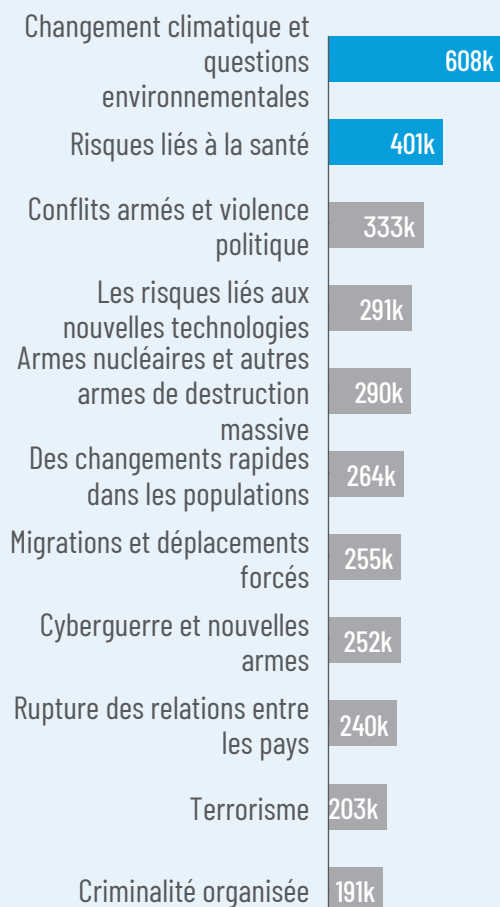 Changement climatique et
questions
environnementales
608k
Risques liés à la santé
401k
Conflits armés et violence
politique
333k
Les risques liés aux
nouvelles technologies
291k
Armes nucléaires et autres
armes de destruction
massive
290k
Des changements rapides
dans les populations
264k
Migrations et déplacements
forcés
255k
Cyberguerre et nouvelles
armes
252k
Rupture des relations entre
les pays
240k
Terrorisme
203k
Criminalité organisée
191k